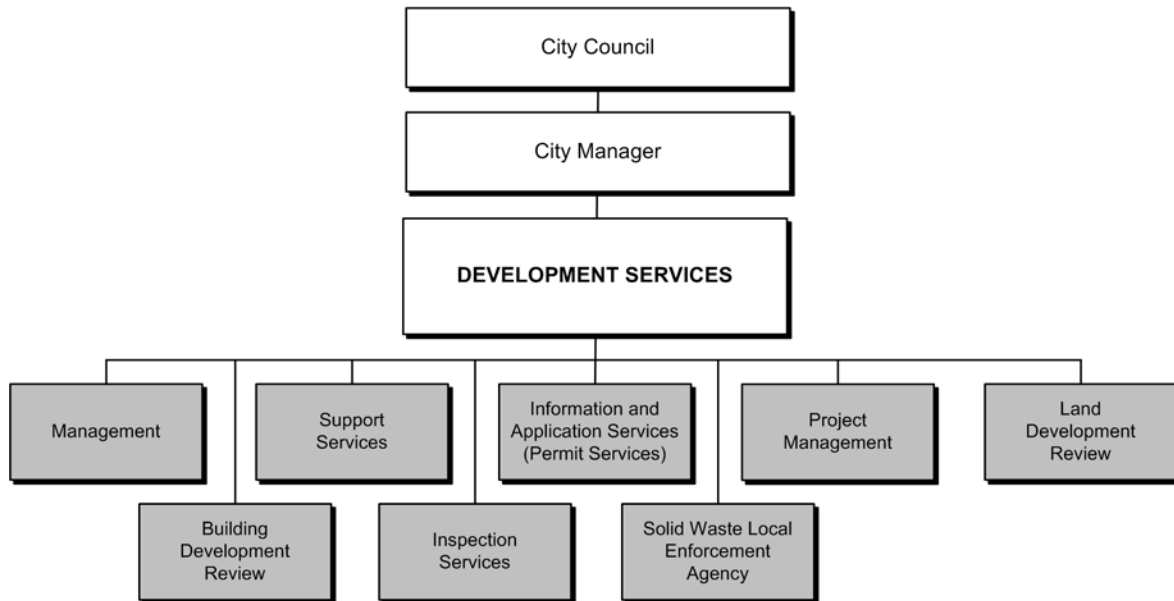 City Council
City Manager
DEVELOPMENT SERVICES
Management
Support
Services
Information and
Application Services
(Permit Services)
Project
Management
Land
Development
Review
Building
Development
Review
Inspection
Services
Solid Waste Local
Enforcement
Agency